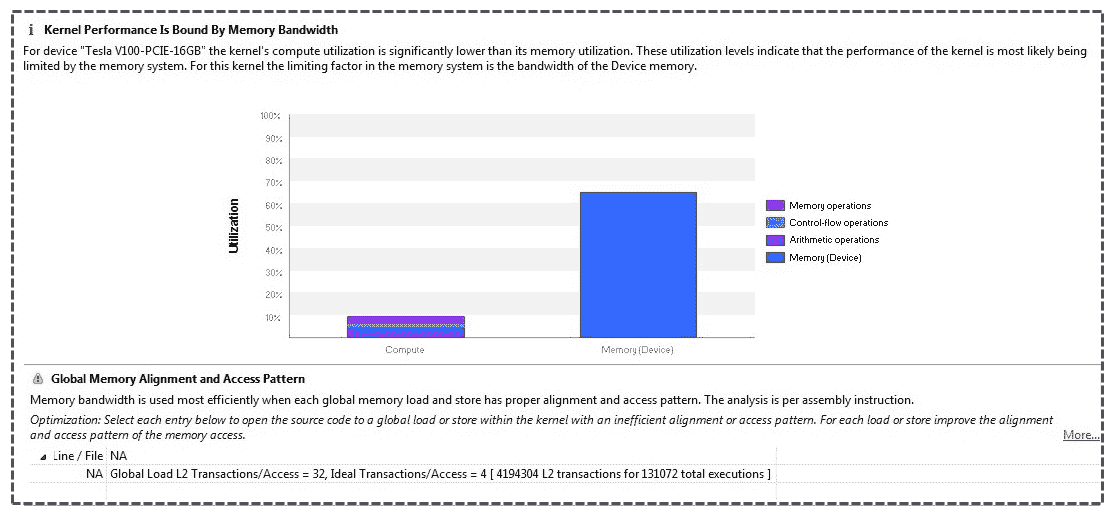 Kernel Performance Is Bound By Memory Bandwidth
For device "Tesla V100-PCIE-16GB" the kernel's compute utilization is significantly lower than its memory utilization. These utilization levels indicate that the performance of the kernel is most likely being
limited by the memory system. For this kernel the limiting factor in the memory system is the bandwidth of the Device memory.
100%
90%
80%
70%
60%
50%
40%
30%
20%
10%
Utilization
Compute
Memory (Device)
Memory operations
Control-flow operations
Arithmetic operations
Memory (Device)
Global Memory Alignment and Access Pattern
Memory bandwidth is used most efficiently when each global memory load and store has proper alignment and access pattern. The analysis is per assembly instruction.
Optimization: Select each entry below to open the source code to a global load or store within the kernel with an inefficient alignment or access pattern. For each load or store improve the alignment
and access pattern of the memory access.
More...
Line / File NA
NA Global Load L2 Transactions/Access = 32, Ideal Transactions/Access = 4 [ 4194304 L2 transactions for 131072 total executions ]